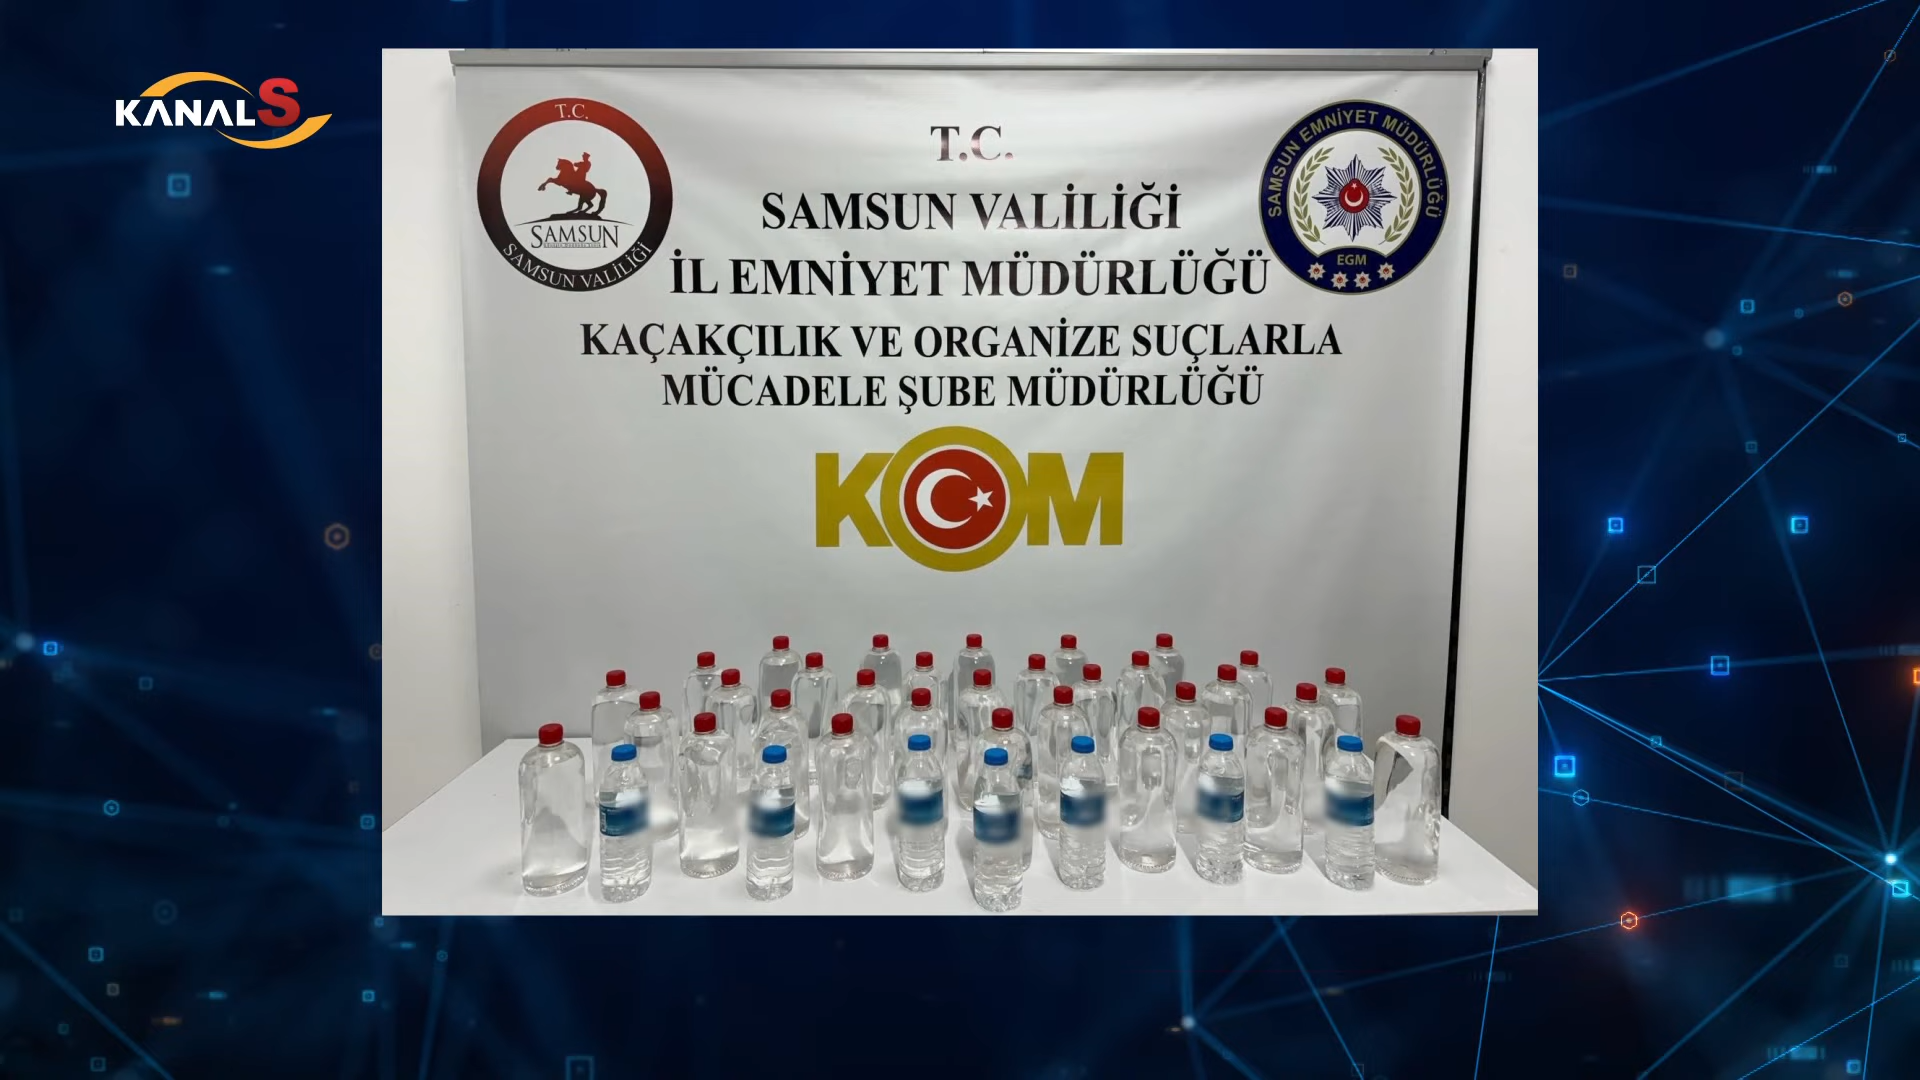 KANALS
T.C.
SAMSUN
SAMSUN VALİLİĞİ
T.C.
SAMSUN VALİLİĞİ
İL EMNİYET MÜDÜRLÜĞÜ
KAÇAKÇILIK VE ORGANİZE SUÇLARLA
MÜCADELE ŞUBE MÜDÜRLÜĞÜ
KOM
SAMSUN EMNİYET MÜDÜRLÜĞÜ
EGM